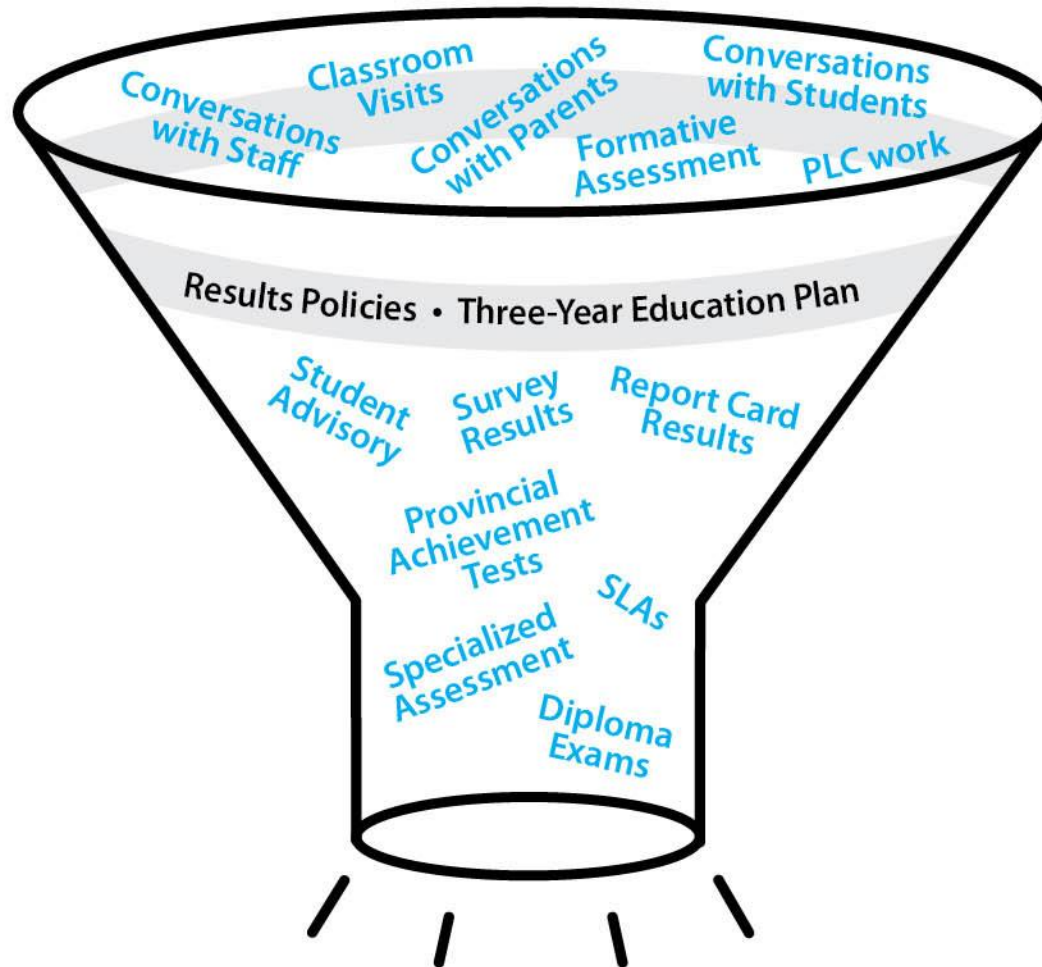 Conversations
with Staff
Classroom
Visits
Conversations
with Parents
Formative
Assessment
Conversations
with Students
PLC work
Results Policies • Three-Year Education Plan
Student
Advisory
Survey
Results
Report Card
Results
Provincial
Achievement
Tests
SLAs
Specialized
Assessment
Diploma
Exams